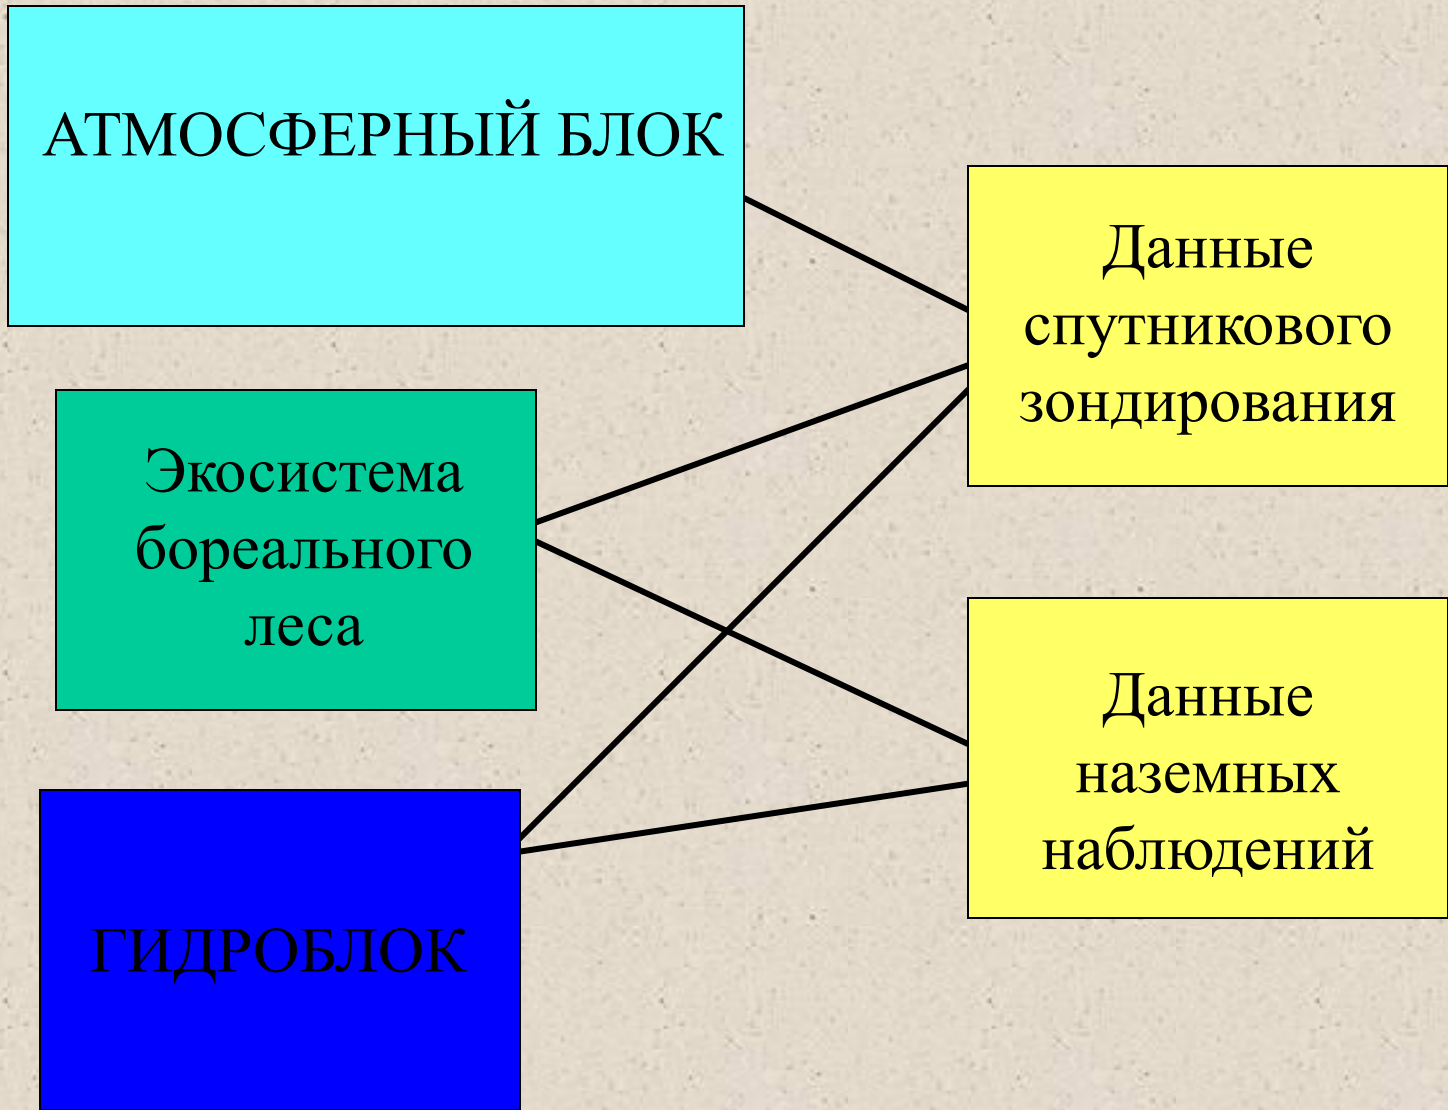 АТМОСФЕРНЫЙ БЛОК
Данные
спутникового
зондирования
Экосистема
бореального
леса
Данные
наземных
наблюдений
ГИДРОБЛОК